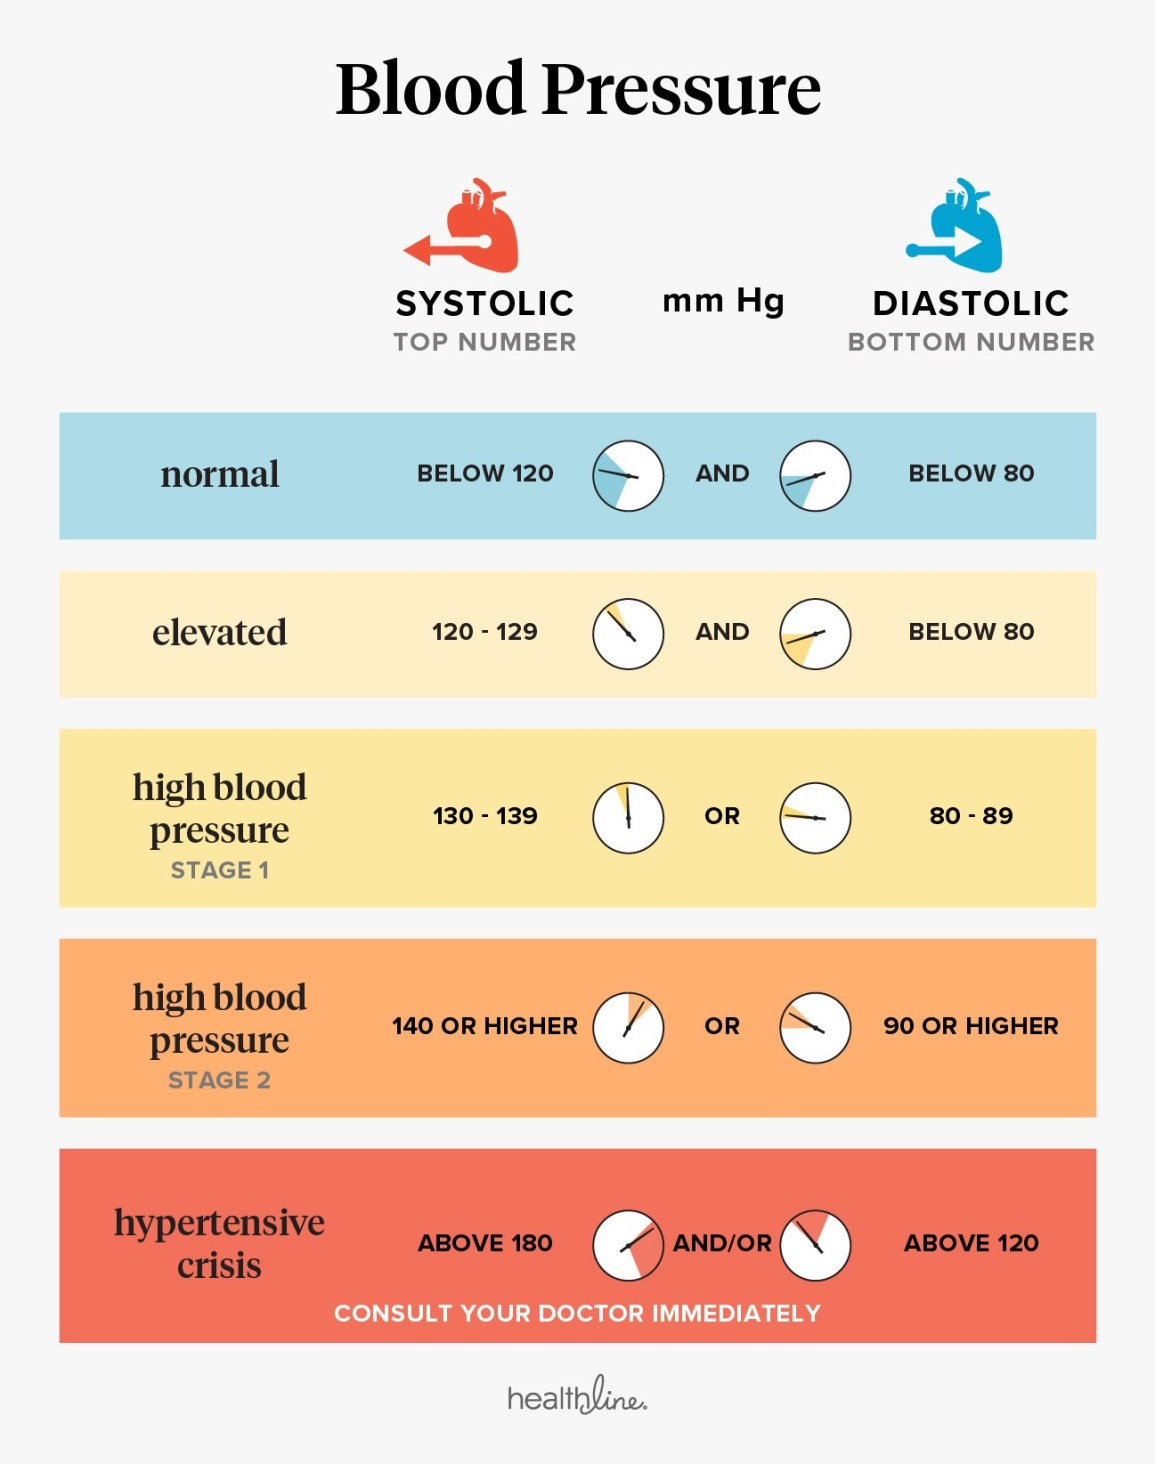 Blood Pressure
SYSTOLIC mm Hg DIASTOLIC
TOP NUMBER BOTTOM NUMBER
normal BELOW 120 AND BELOW 80
elevated 120 - 129 AND BELOW 80
high blood
pressure 130 - 139 OR 80 - 89
STAGE 1
high blood
pressure 140 OR HIGHER OR 90 OR HIGHER
STAGE 2
hypertensive
crisis ABOVE 180 AND/OR ABOVE 120
CONSULT YOUR DOCTOR IMMEDIATELY
healthline.